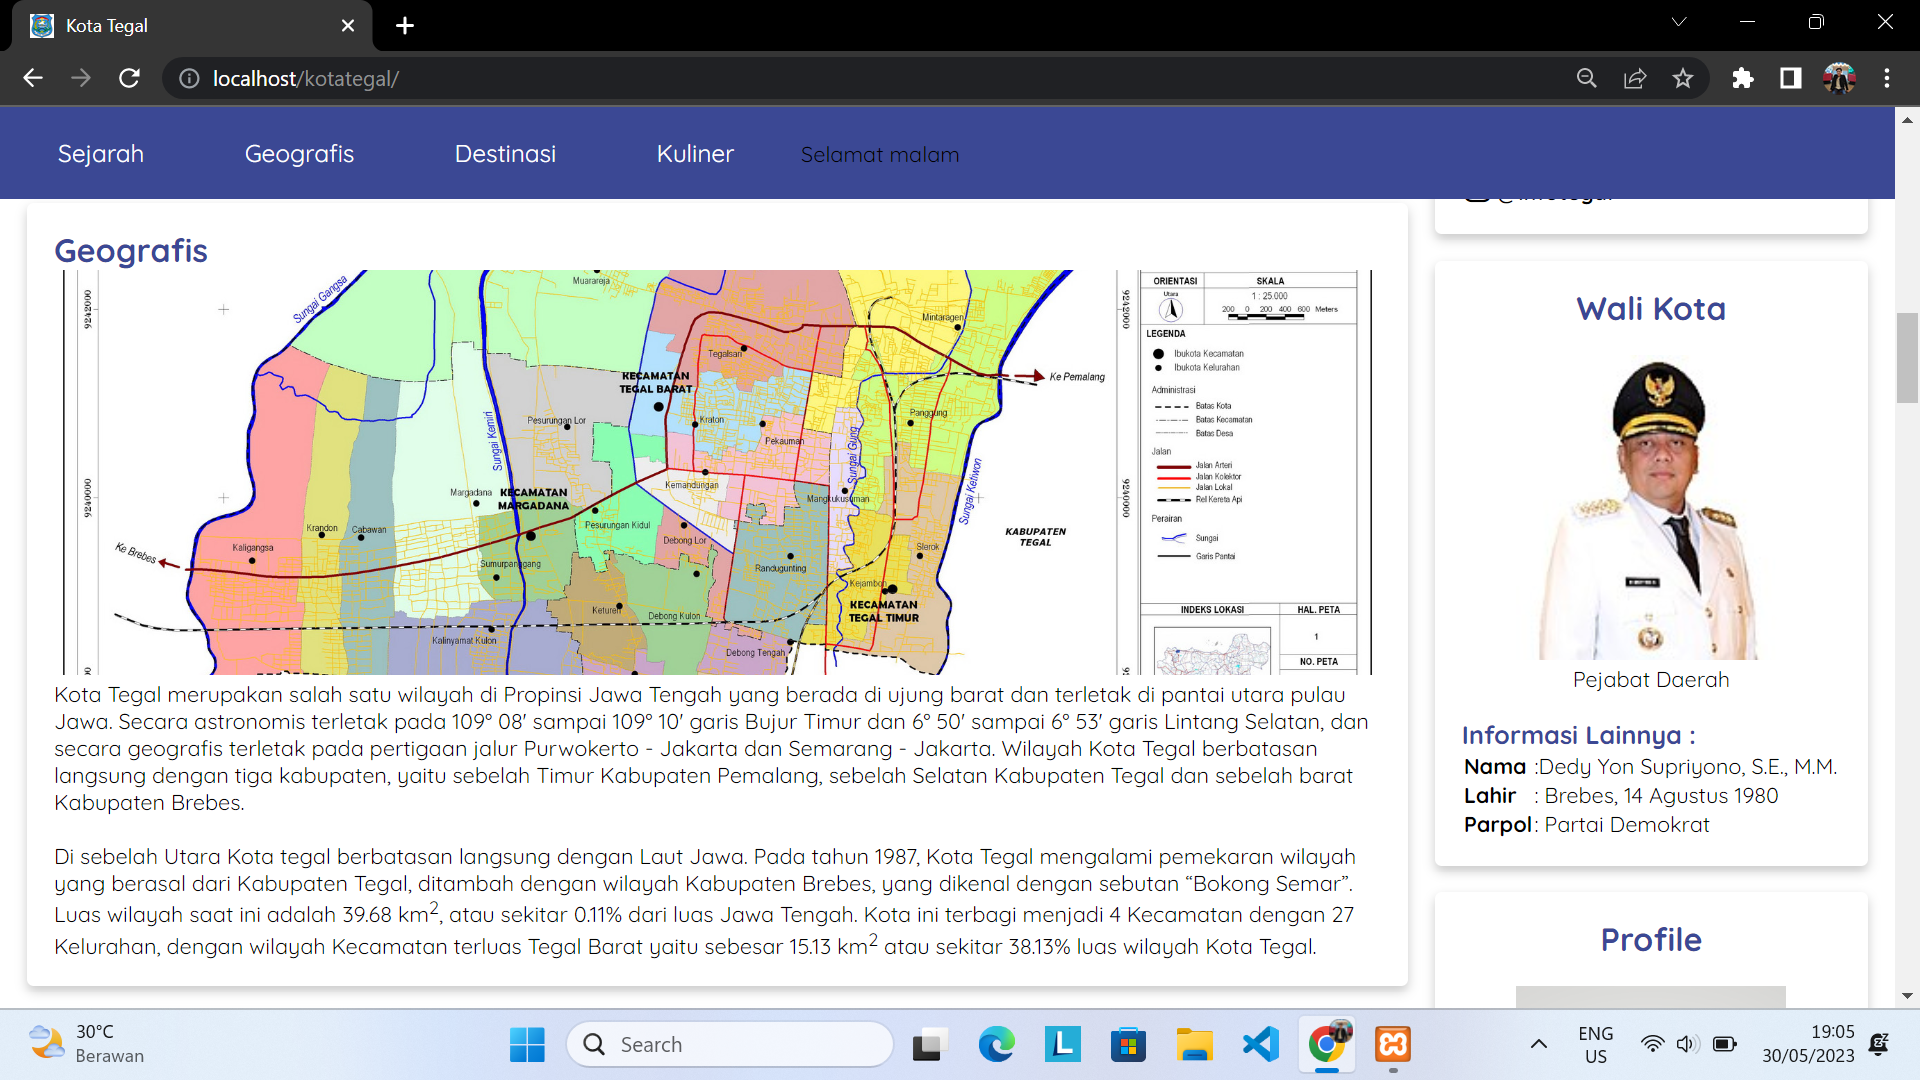 Kota Tegal
localhost/kotategal/
Sejarah
Geografis
Destinasi
Kuliner
Selamat malam
Geografis
9242000
Sungai Gangsa
Muarareja
Mintaragen
Tegalsari
KECAMATAN
TEGAL BARAT
Ke Pemalang
Pesurungan Lor
Kraton
Panggung
Sungai Kemiri
Pekauman
Sungai Gung
Kemandungan
Margadana
KECAMATAN
MARGADANA
Mangkukusuman
Sungai Ketiwon
9240000
Krandon
Cabawan
Pesurungan Kidul
KABUPATEN
TEGAL
Ke Brebes
Kaligangsa
Debong Lor
Slerok
Sumurpanggang
Randugunting
Kejambon
Keturen
Debong Kulon
KECAMATAN
TEGAL TIMUR
Kalinyamat Kulon
Debong Tengah
9242000
9240000
ORIENTASI
SKALA
Utara
1 : 25.000
200 0 200 400 600 Meters
LEGENDA
Ibukota Kecamatan
Ibukota Kelurahan
Administrasi
Batas Kota
Batas Kecamatan
Batas Desa
Jalan
Jalan Arteri
Jalan Kolektor
Jalan Lokal
Rel Kereta Api
Perairan
Sungai
Garis Pantai
INDEKS LOKASI
HAL. PETA
1
NO. PETA
Kota Tegal merupakan salah satu wilayah di Propinsi Jawa Tengah yang berada di ujung barat dan terletak di pantai utara pulau
Jawa. Secara astronomis terletak pada 109° 08' sampai 109° 10' garis Bujur Timur dan 6° 50' sampai 6° 53' garis Lintang Selatan, dan
secara geografis terletak pada pertigaan jalur Purwokerto - Jakarta dan Semarang - Jakarta. Wilayah Kota Tegal berbatasan
langsung dengan tiga kabupaten, yaitu sebelah Timur Kabupaten Pemalang, sebelah Selatan Kabupaten Tegal dan sebelah barat
Kabupaten Brebes.
Di sebelah Utara Kota tegal berbatasan langsung dengan Laut Jawa. Pada tahun 1987, Kota Tegal mengalami pemekaran wilayah
yang berasal dari Kabupaten Tegal, ditambah dengan wilayah Kabupaten Brebes, yang dikenal dengan sebutan “Bokong Semar”.
Luas wilayah saat ini adalah 39.68 km², atau sekitar 0.11% dari luas Jawa Tengah. Kota ini terbagi menjadi 4 Kecamatan dengan 27
Kelurahan, dengan wilayah Kecamatan terluas Tegal Barat yaitu sebesar 15.13 km² atau sekitar 38.13% luas wilayah Kota Tegal.
Wali Kota
Pejabat Daerah
Informasi Lainnya :
Nama :Dedy Yon Supriyono, S.E., M.M.
Lahir : Brebes, 14 Agustus 1980
Parpol : Partai Demokrat
Profile
30°C
Berawan
Search
ENG
US
19:05
30/05/2023